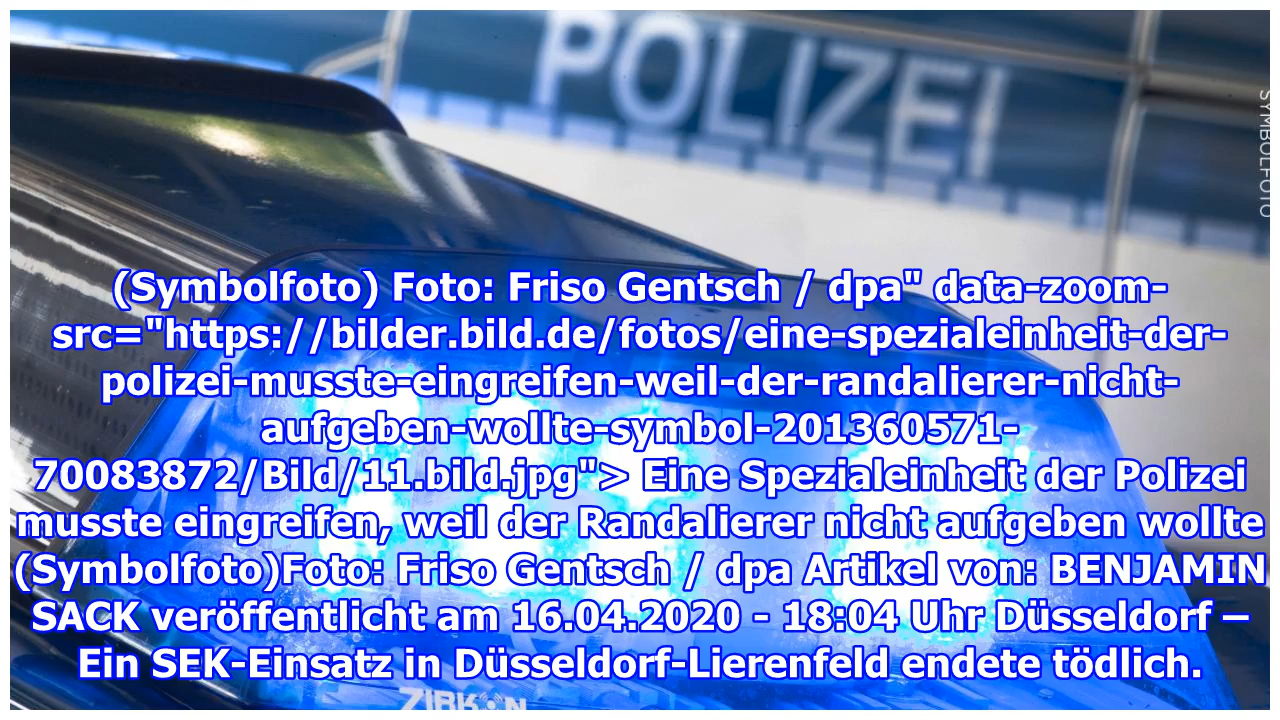 POLIZEI
SYMBOLFOTO
(Symbolfoto) Foto: Friso Gentsch / dpa" data-zoom-
src="https://bilder.bild.de/fotos/eine-spezialeinheit-der-
polizei-musste-eingreifen-weil-der-randalierer-nicht-
aufgeben-wollte-symbol-201360571-
70083872/Bild/11.bild.jpg"> Eine Spezialeinheit der Polizei
musste eingreifen, weil der Randalierer nicht aufgeben wollte
(Symbolfoto)Foto: Friso Gentsch / dpa Artikel von: BENJAMIN
SACK veröffentlicht am 16.04.2020 - 18:04 Uhr Düsseldorf –
Ein SEK-Einsatz in Düsseldorf-Lierenfeld endete tödlich.
ZIRKON